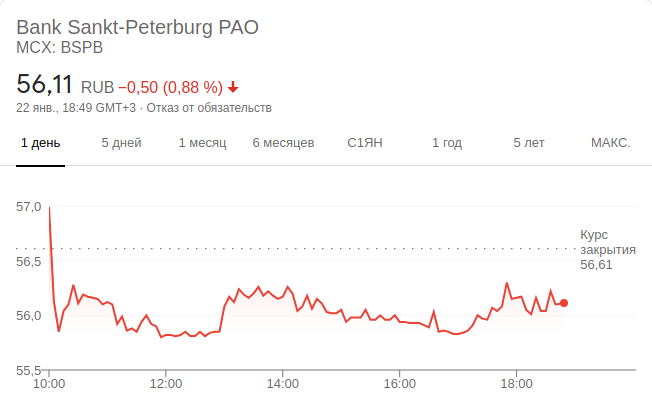 Bank Sankt-Peterburg PAO
MCX: BSPB
56,11 RUB −0,50 (0,88 %)
22 янв., 18:49 GMT+3 · Отказ от обязательств
1 день 5 дней 1 месяц 6 месяцев С1ЯН 1 год 5 лет МАКС.
57,0
Курс
закрытия
56,61
56,5
56,0
55,5
10:00 12:00 14:00 16:00 18:00